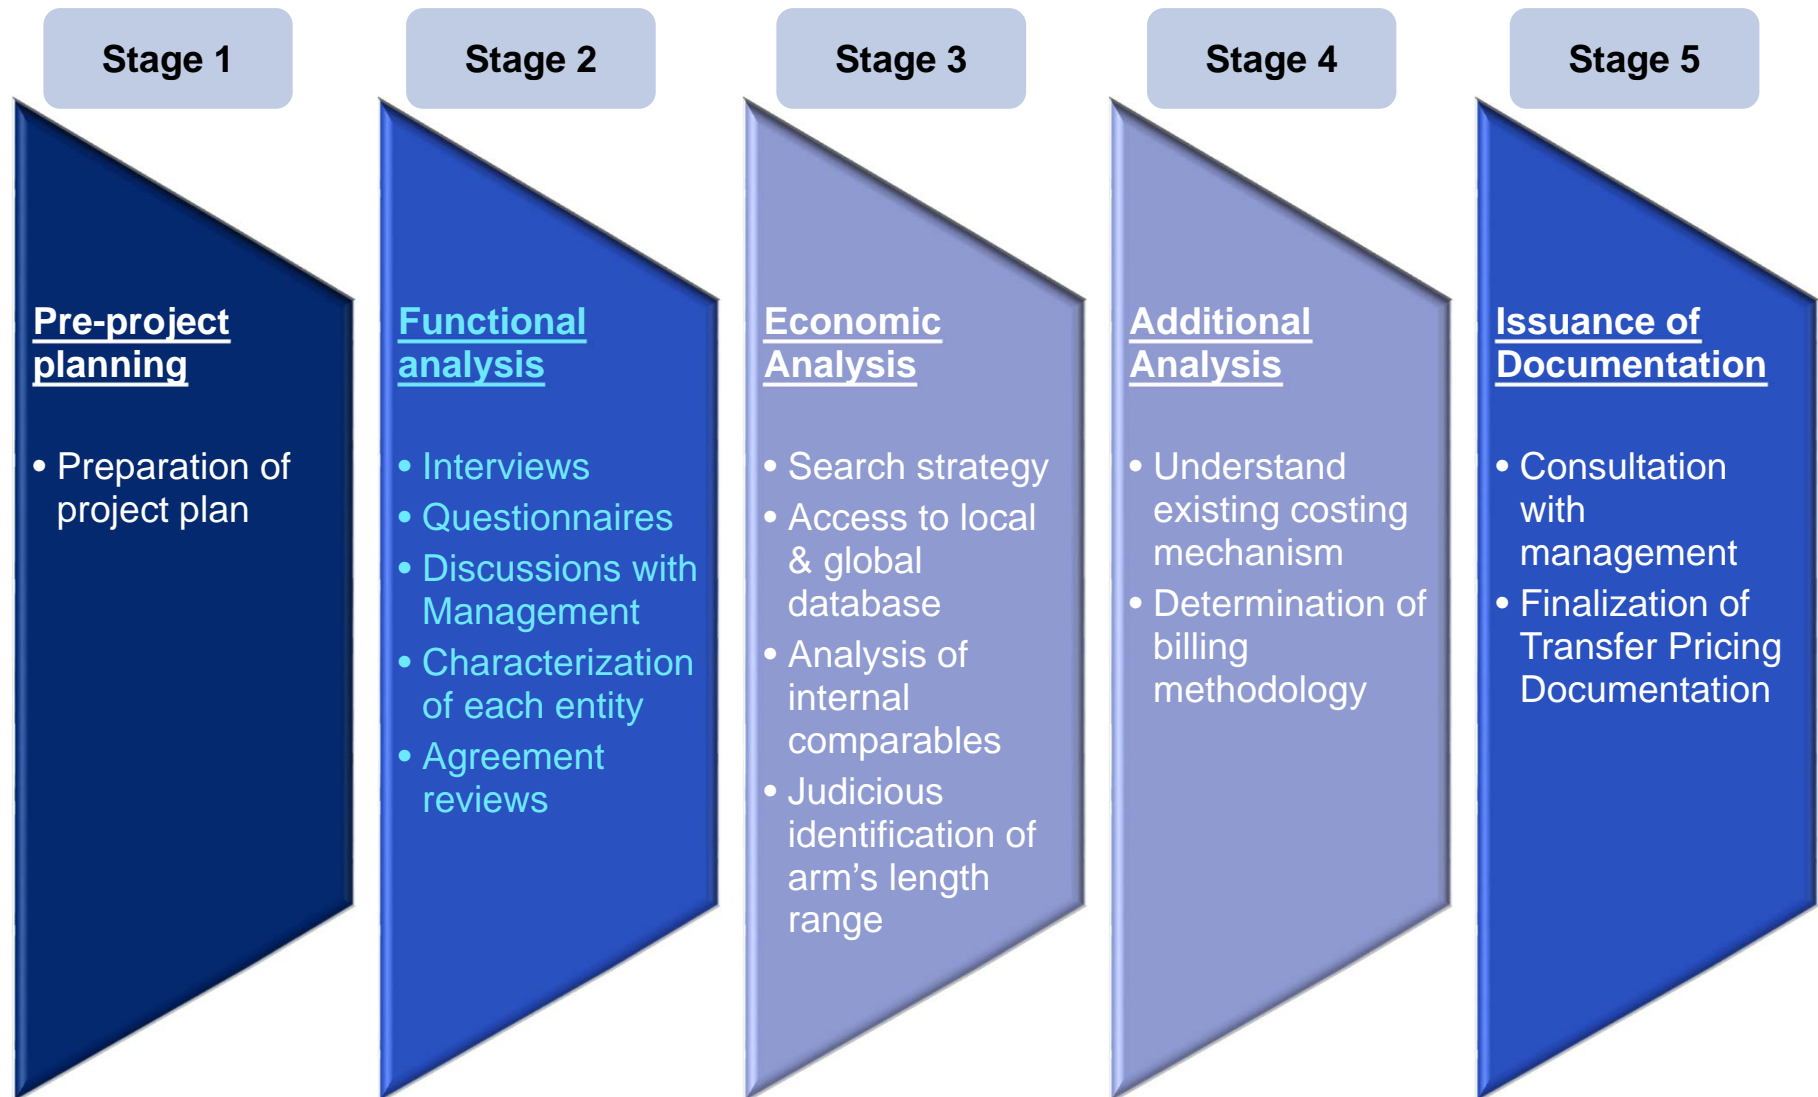 Stage 1
Stage 2
Stage 3
Stage 4
Stage 5
Pre-project
planning
• Preparation of
project plan
Functional
analysis
• Interviews
• Questionnaires
• Discussions with
Management
• Characterization
of each entity
• Agreement
reviews
Economic
Analysis
• Search strategy
• Access to local
& global
database
• Analysis of
internal
comparables
• Judicious
identification of
arm’s length
range
Additional
Analysis
• Understand
existing costing
mechanism
• Determination of
billing
methodology
Issuance of
Documentation
• Consultation
with
management
• Finalization of
Transfer Pricing
Documentation